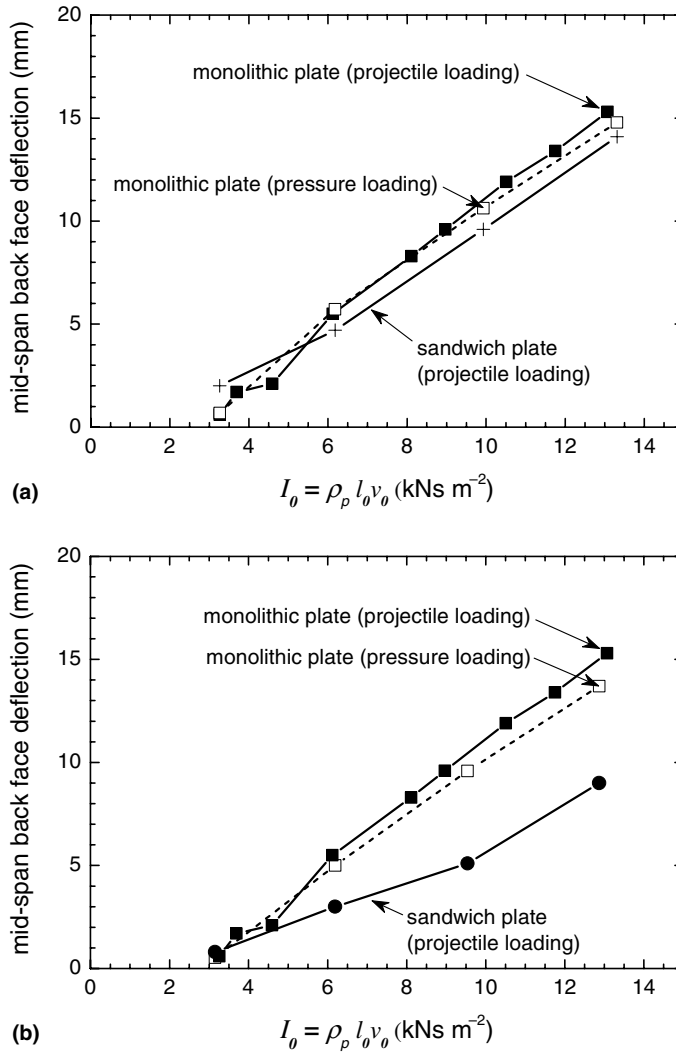 20
15
10
5
0
mid-span back face deflection (mm)
monolithic plate (projectile loading)
monolithic plate (pressure loading)
sandwich plate
(projectile loading)
0 2 4 6 8 10 12 14
(a)
I₀ = ρₚ l₀v₀ (kNs m⁻²)
20
15
10
5
0
mid-span back face deflection (mm)
monolithic plate (projectile loading)
monolithic plate (pressure loading)
sandwich plate
(projectile loading)
0 2 4 6 8 10 12 14
(b)
I₀ = ρₚ l₀v₀ (kNs m⁻²)